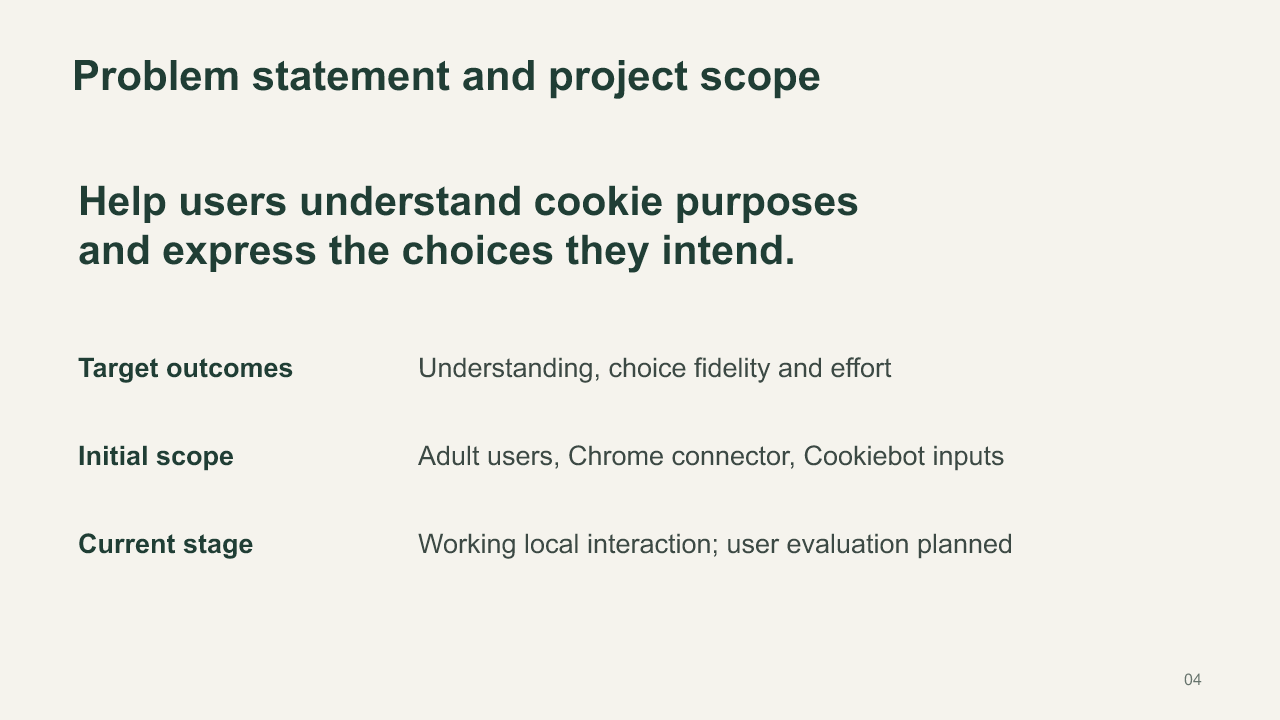 Problem statement and project scope
Help users understand cookie purposes
and express the choices they intend.
Target outcomes Understanding, choice fidelity and effort
Initial scope Adult users, Chrome connector, Cookiebot inputs
Current stage Working local interaction; user evaluation planned
04